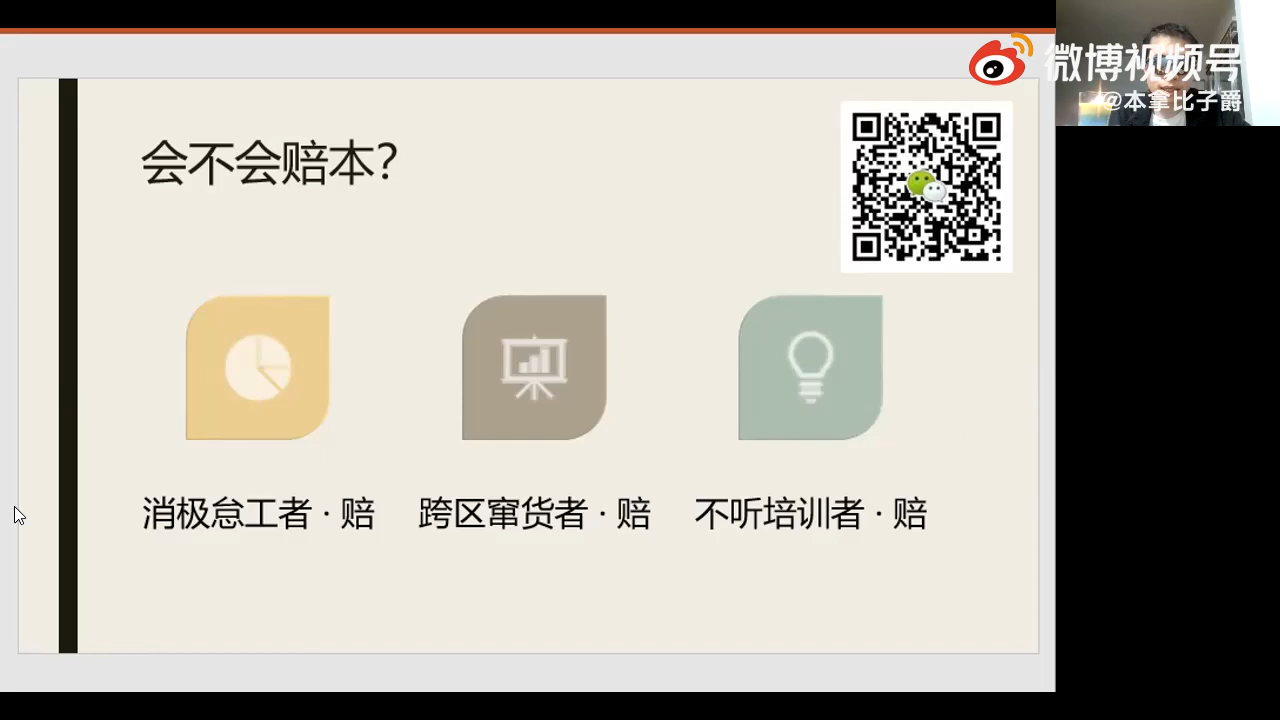 微博视频号
@本拿比子爵
会不会赔本?
消极怠工者 · 赔
跨区窜货者 · 赔
不听培训者 · 赔